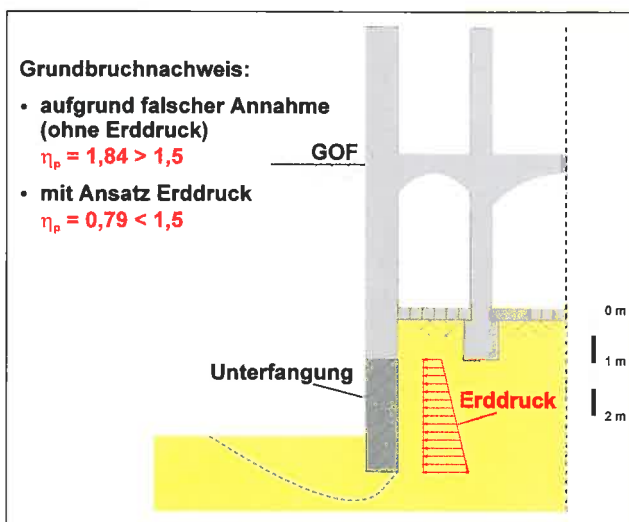 Grundbruchnachweis:
• aufgrund falscher Annahme
(ohne Erddruck)
ηp = 1,84 > 1,5
• mit Ansatz Erddruck
ηp = 0,79 < 1,5
GOF
0 m
1 m
2 m
Unterfangung
Erddruck